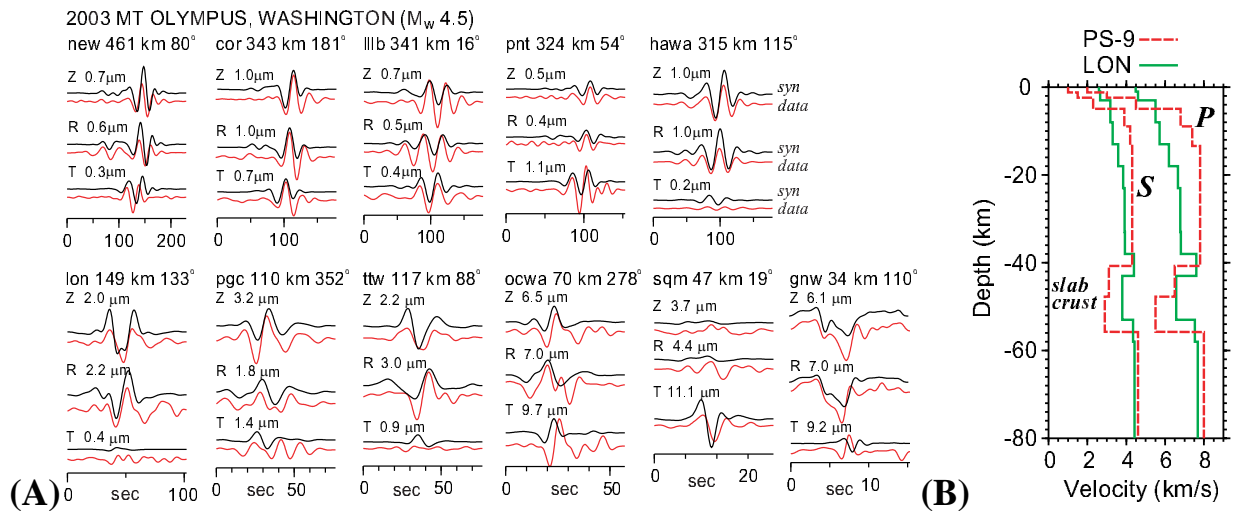 2003 MT OLYMPUS, WASHINGTON (Mw 4.5)
new 461 km 80°
Z 0.7μm
R 0.6μm
T 0.3μm
0 100 200
cor 343 km 181°
Z 1.0μm
R 1.0μm
T 0.7μm
0 100
lllb 341 km 16°
Z 0.7μm
R 0.5μm
T 0.4μm
0 100
pnt 324 km 54°
Z 0.5μm
R 0.4μm
T 1.1μm
0 100
hawa 315 km 115°
Z 1.0μm
syn
data
R 1.0μm
syn
data
T 0.2μm
syn
data
0 100
lon 149 km 133°
Z 2.0 μm
R 2.2 μm
T 0.4 μm
0 100
sec
pgc 110 km 352°
Z 3.2 μm
R 1.8 μm
T 1.4 μm
0 50
sec
ttw 117 km 88°
Z 2.2 μm
R 3.0 μm
T 0.9 μm
0 50
sec
ocwa 70 km 278°
Z 6.5 μm
R 7.0 μm
T 9.7 μm
0 50
sec
sqm 47 km 19°
Z 3.7 μm
R 4.4 μm
T 11.1 μm
0 20
sec
gnw 34 km 110°
Z 6.1 μm
R 7.0 μm
T 9.2 μm
0 10
sec
(A)
PS-9
LON
P
S
slab
crust
0
-20
-40
-60
-80
Depth (km)
0 2 4 6 8
Velocity (km/s)
(B)